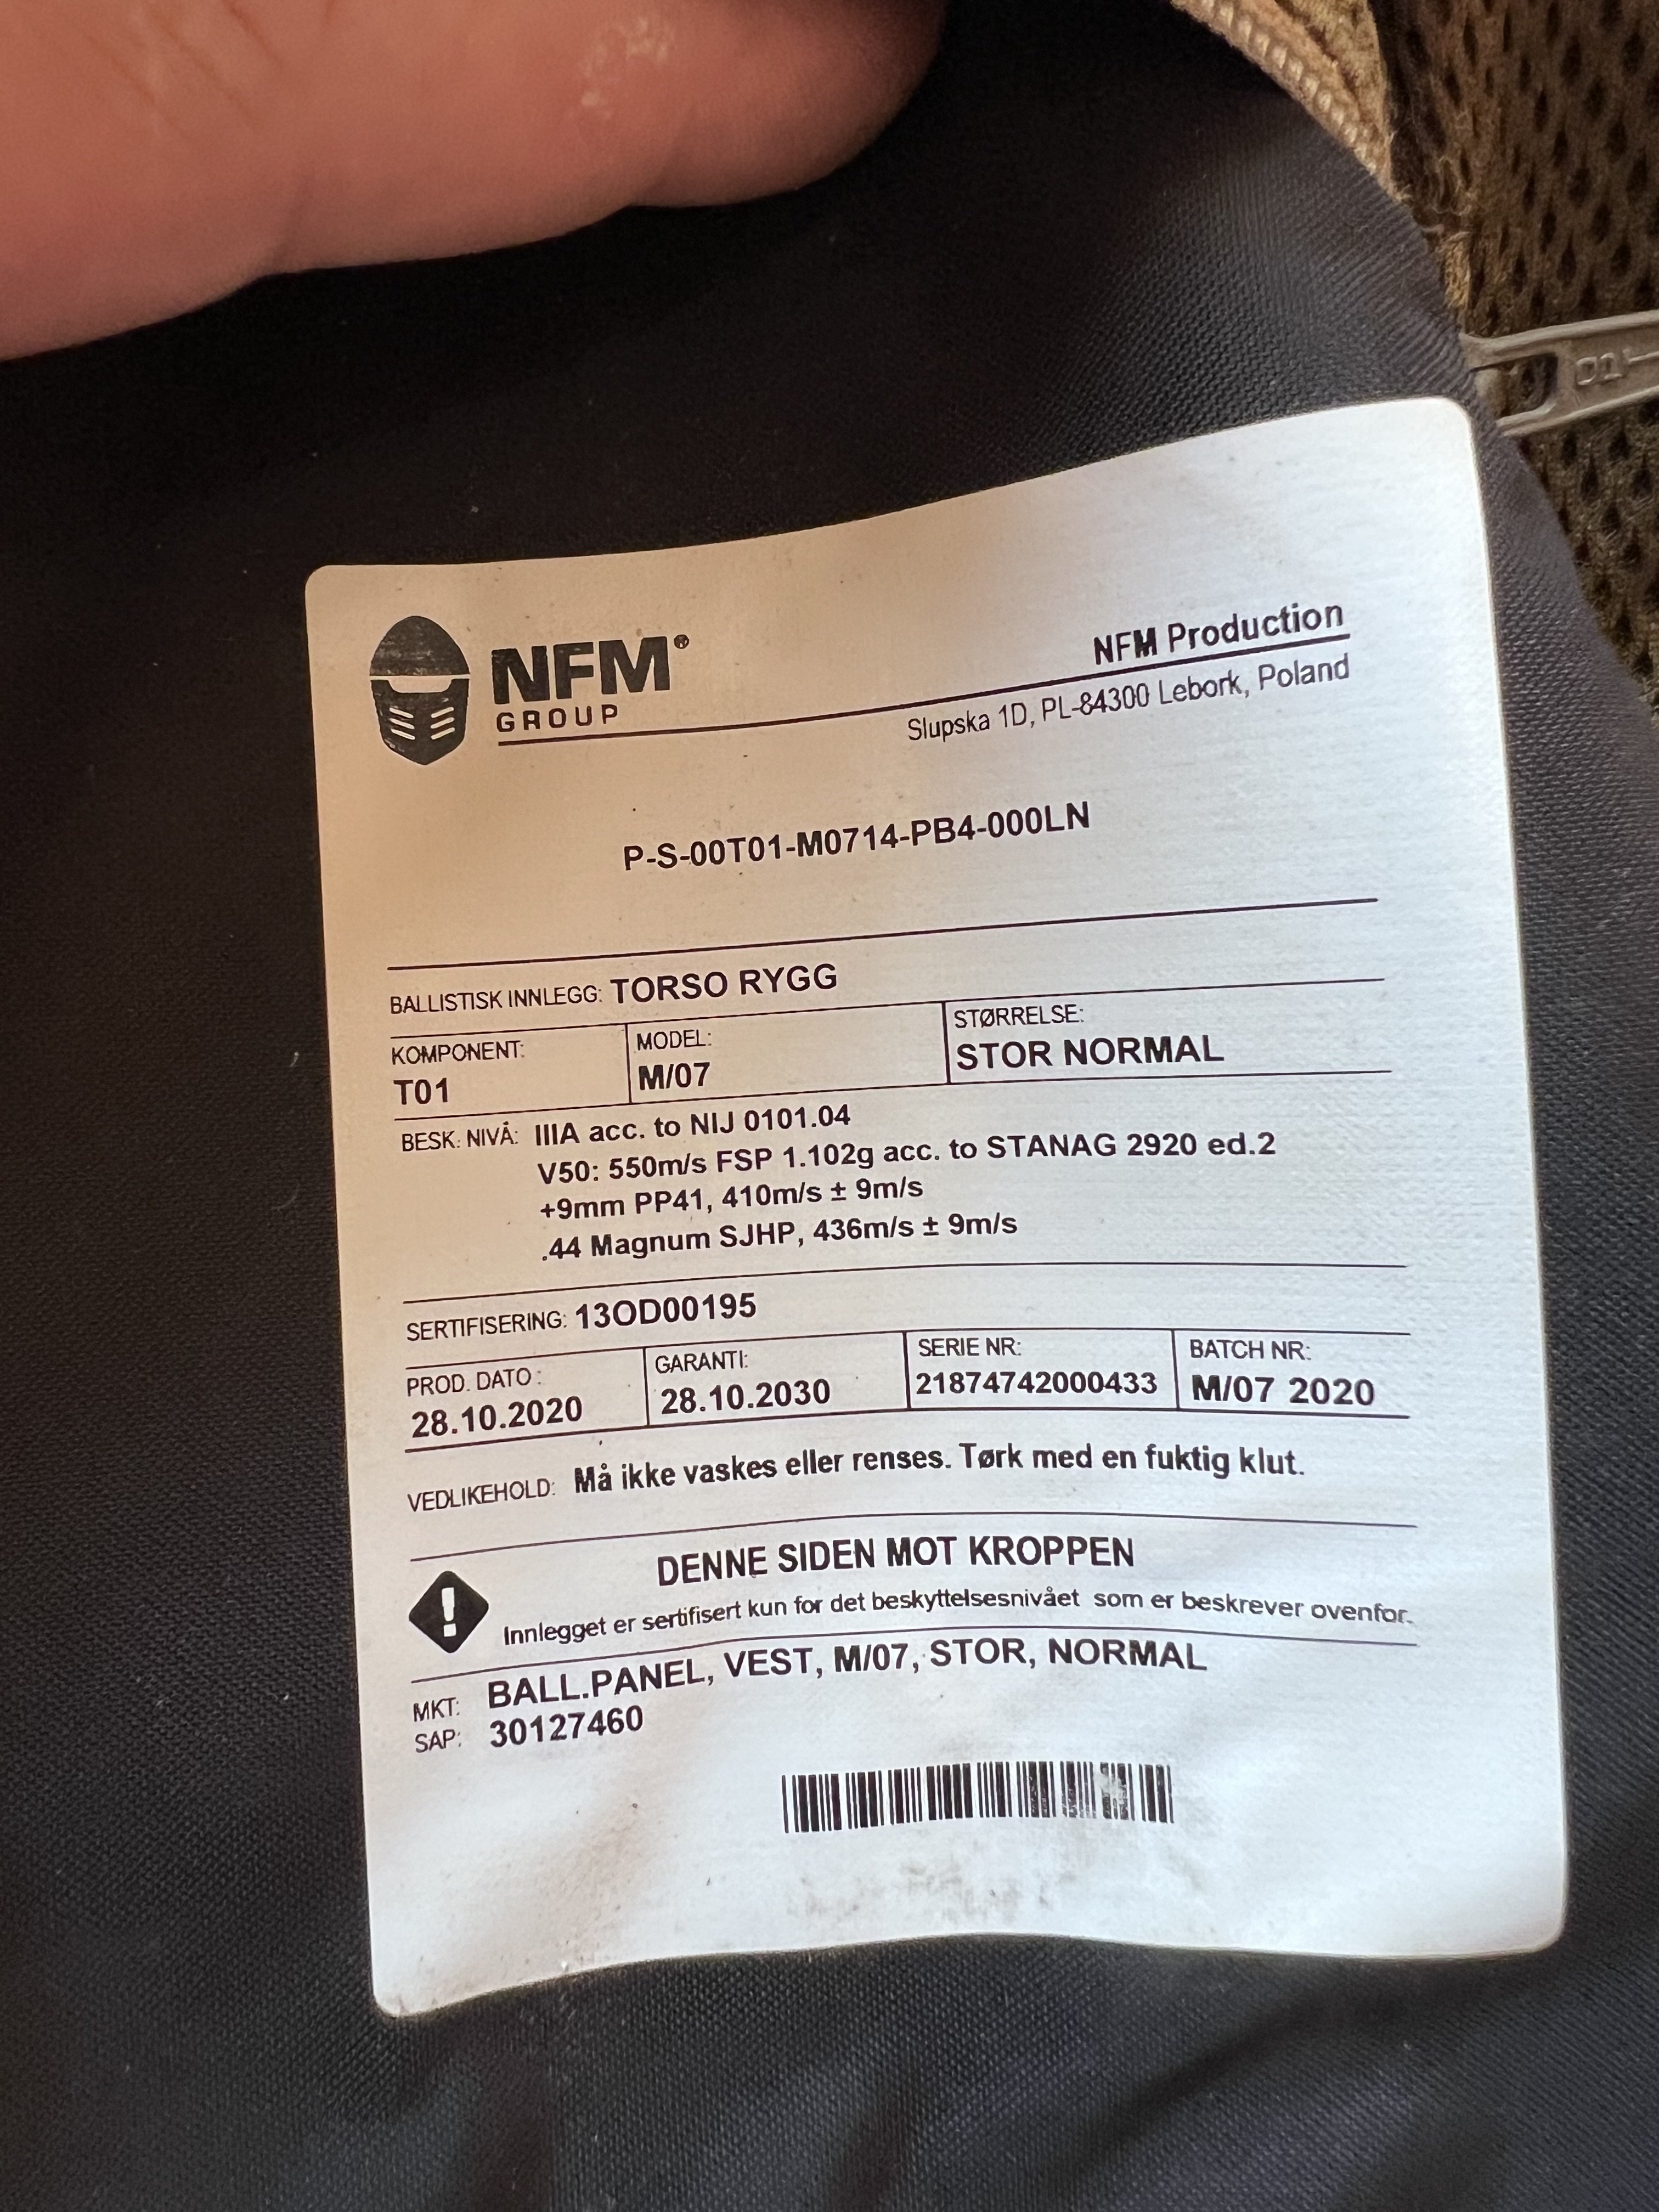 NFM®
GROUP
NFM Production
Slupska 1D, PL-84300 Lebork, Poland
P-S-00T01-M0714-PB4-000LN
BALLISTISK INNLEGG: TORSO RYGG
KOMPONENT: MODEL: STØRRELSE:
T01 M/07 STOR NORMAL
BESK. NIVÅ: IIIA acc. to NIJ 0101.04
V50: 550m/s FSP 1.102g acc. to STANAG 2920 ed.2
+9mm PP41, 410m/s ± 9m/s
.44 Magnum SJHP, 436m/s ± 9m/s
SERTIFISERING: 13OD00195
PROD. DATO: GARANTI: SERIE NR: BATCH NR:
28.10.2020 28.10.2030 21874742000433 M/07 2020
VEDLIKEHOLD: Må ikke vaskes eller renses. Tørk med en fuktig klut.
DENNE SIDEN MOT KROPPEN
Innlegget er sertifisert kun for det beskyttelsesnivået som er beskrever ovenfor.
MKT: BALL.PANEL, VEST, M/07, STOR, NORMAL
SAP: 30127460